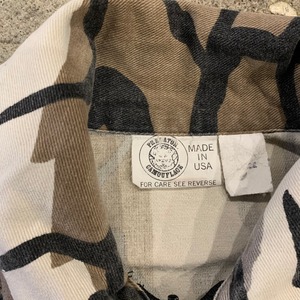 PREDATOR
CAMOUFLAGE
MADE
IN
USA
FOR CARE SEE REVERSE